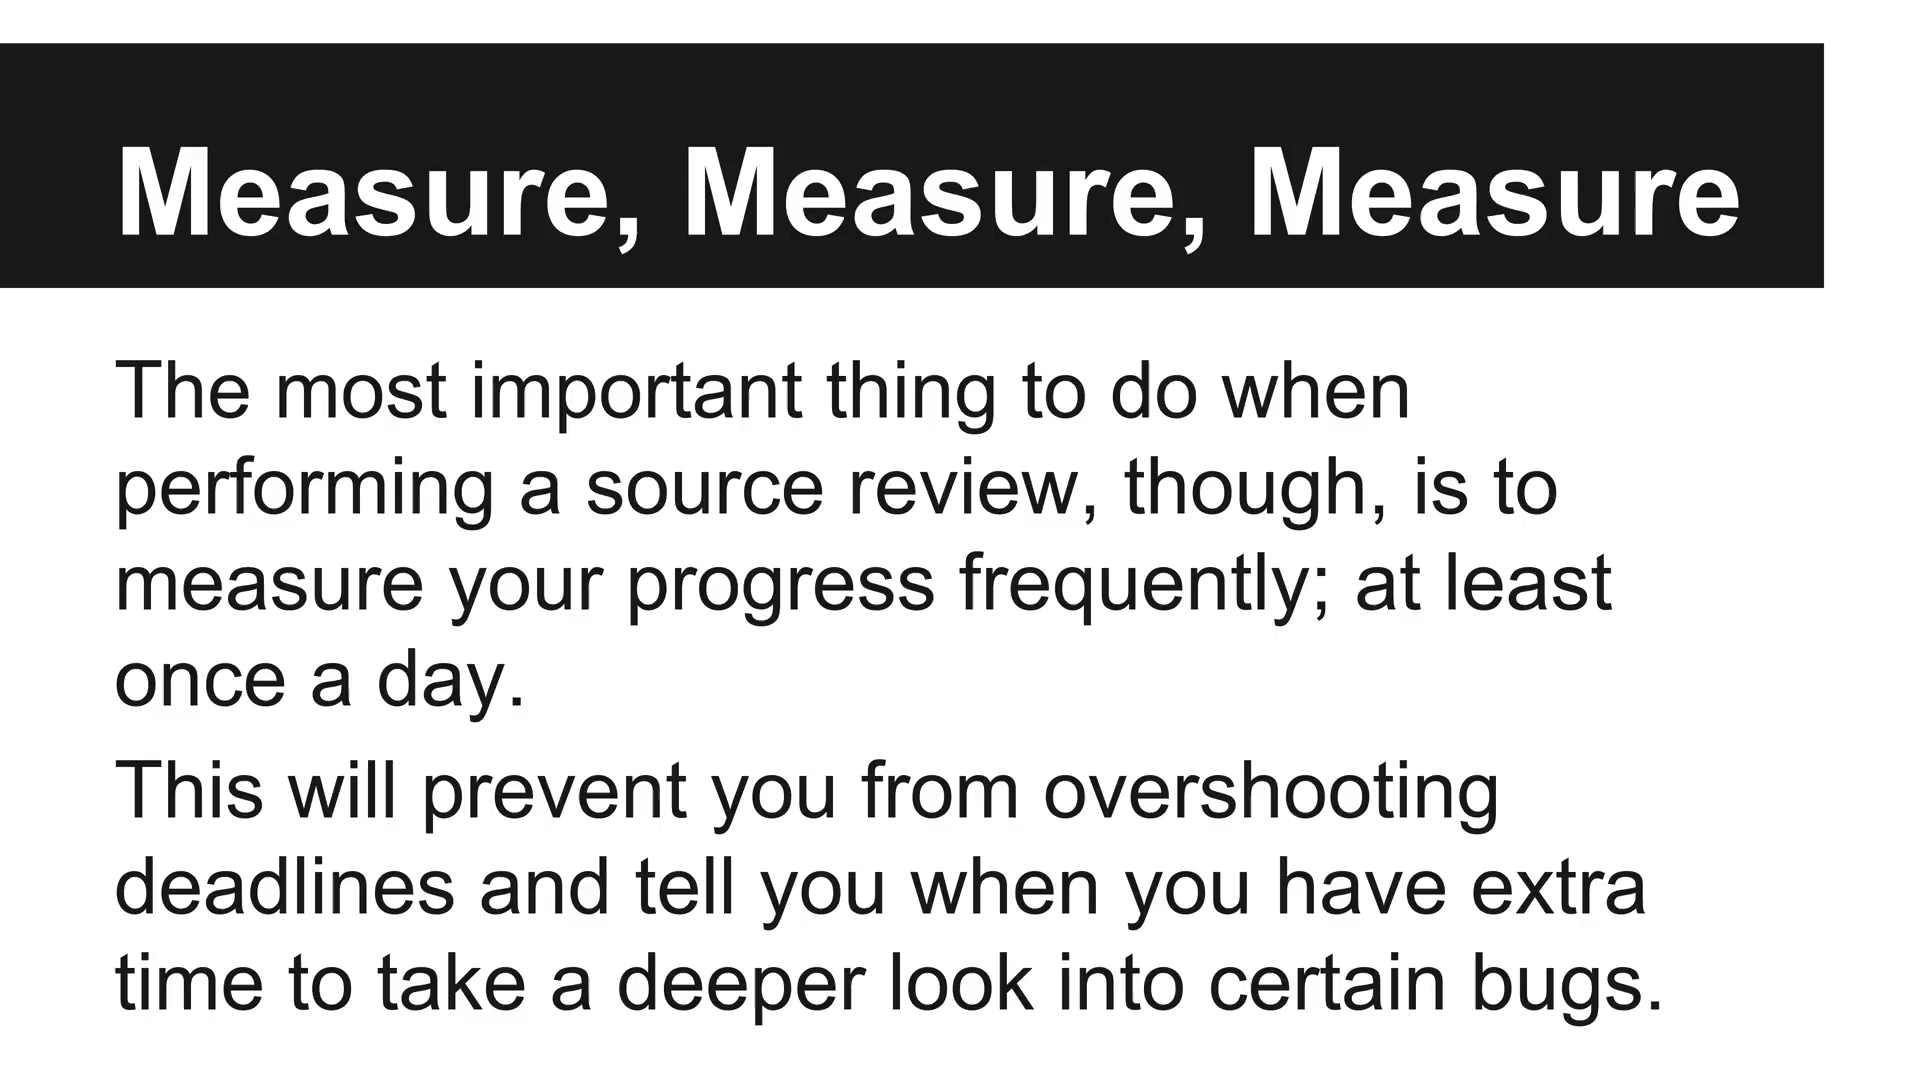 Measure, Measure, Measure
The most important thing to do when
performing a source review, though, is to
measure your progress frequently; at least
once a day.
This will prevent you from overshooting
deadlines and tell you when you have extra
time to take a deeper look into certain bugs.